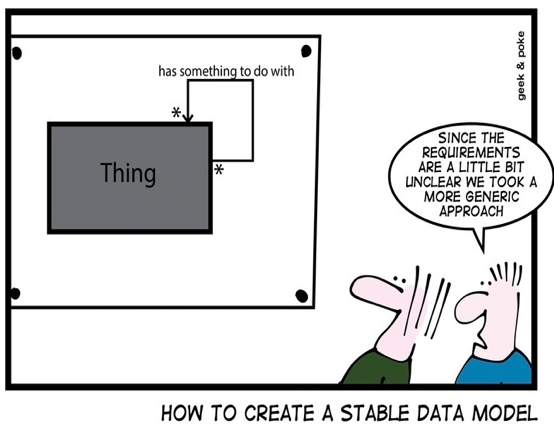 geek & poke
has something to do with
*
Thing
*
SINCE THE
REQUIREMENTS
ARE A LITTLE BIT
UNCLEAR WE TOOK A
MORE GENERIC
APPROACH
HOW TO CREATE A STABLE DATA MODEL